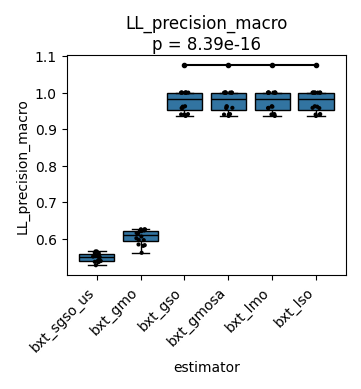 LL_precision_macro
p = 8.39e-16
LL_precision_macro
1.1
1.0
0.9
0.8
0.7
0.6
bxt_sgso_us
bxt_gmo
bxt_gso
bxt_gmosa
bxt_lmo
bxt_lso
estimator